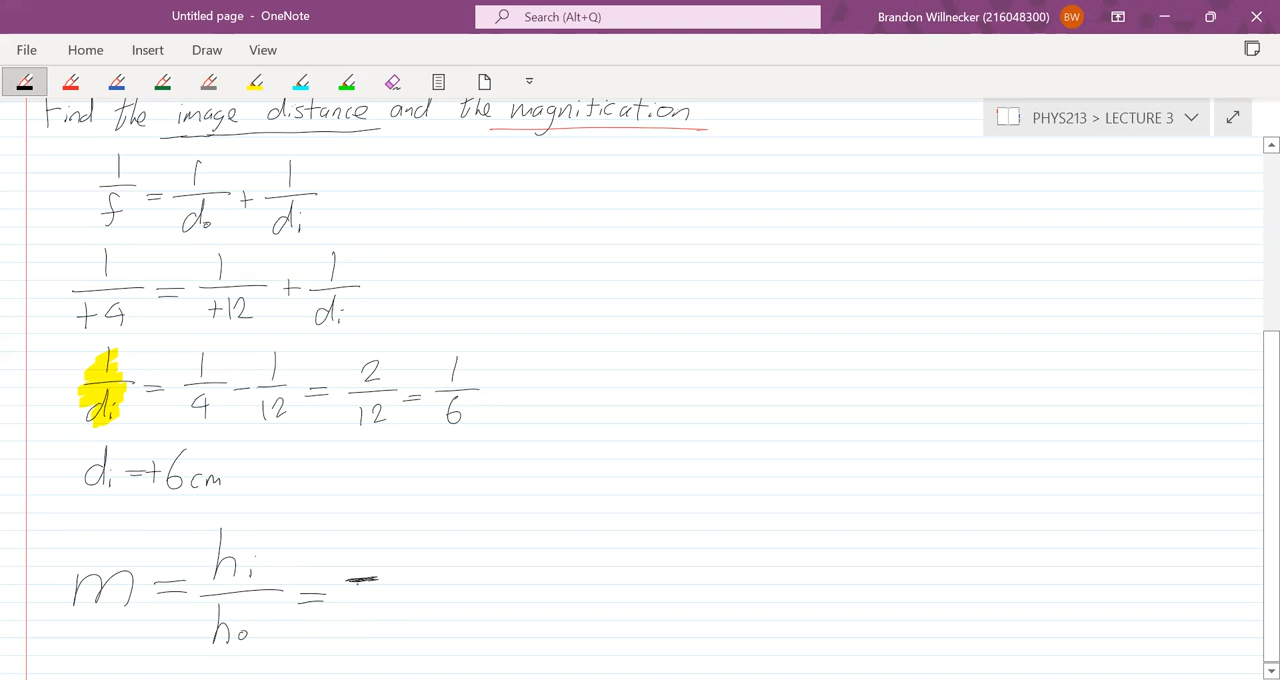 Untitled page - OneNote
Search (Alt+Q)
Brandon Willnecker (216048300)
BW
File Home Insert Draw View
PHYS213 > LECTURE 3
Find the image distance and the magnification
1/f = 1/do + 1/di
1/+4 = 1/+12 + 1/di
1/di = 1/4 - 1/12 = 2/12 = 1/6
di = +6cm
m = hi/ho = -